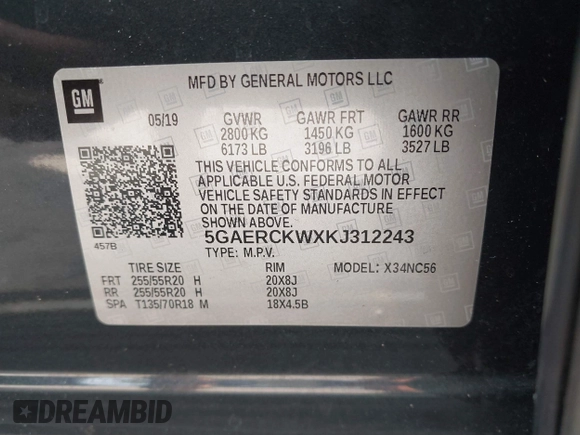 GM
MFD BY GENERAL MOTORS LLC
05/19 GVWR GAWR FRT GAWR RR
2800 KG 1450 KG 1600 KG
6173 LB 3196 LB 3527 LB
THIS VEHICLE CONFORMS TO ALL
APPLICABLE U.S. FEDERAL MOTOR
VEHICLE SAFETY STANDARDS IN EFFECT
ON THE DATE OF MANUFACTURE
SHOWN ABOVE.
457B
5GAERCKWXKJ312243
TYPE: M.P.V.
TIRE SIZE RIM MODEL: X34NC56
FRT 255/55R20 H 20X8J
RR 255/55R20 H 20X8J
SPA T135/70R18 M 18X4.5B
DREAMBID